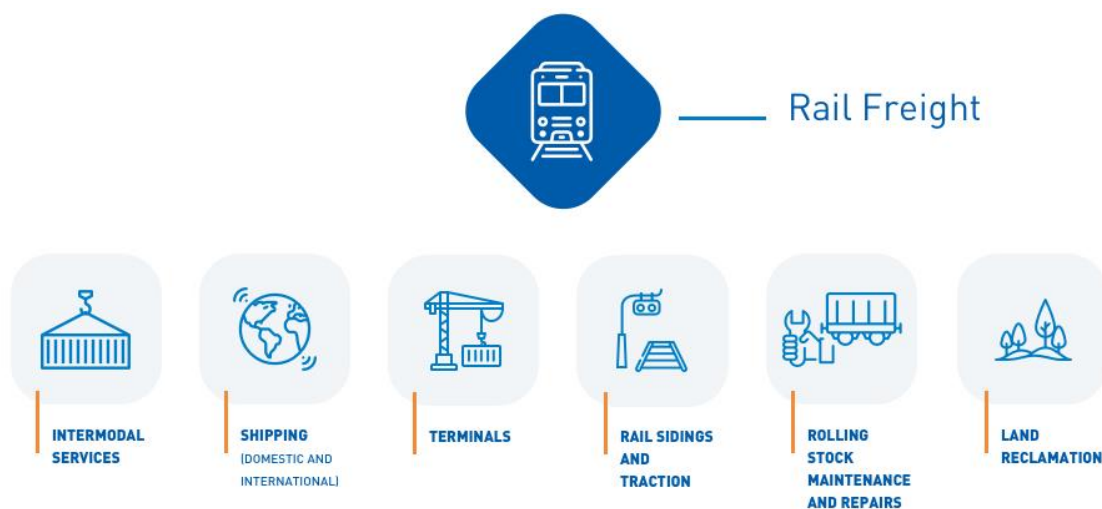 Rail Freight
INTERMODAL
SERVICES
SHIPPING
(DOMESTIC AND
INTERNATIONAL)
TERMINALS
RAIL SIDINGS
AND
TRACTION
ROLLING
STOCK
MAINTENANCE
AND REPAIRS
LAND
RECLAMATION